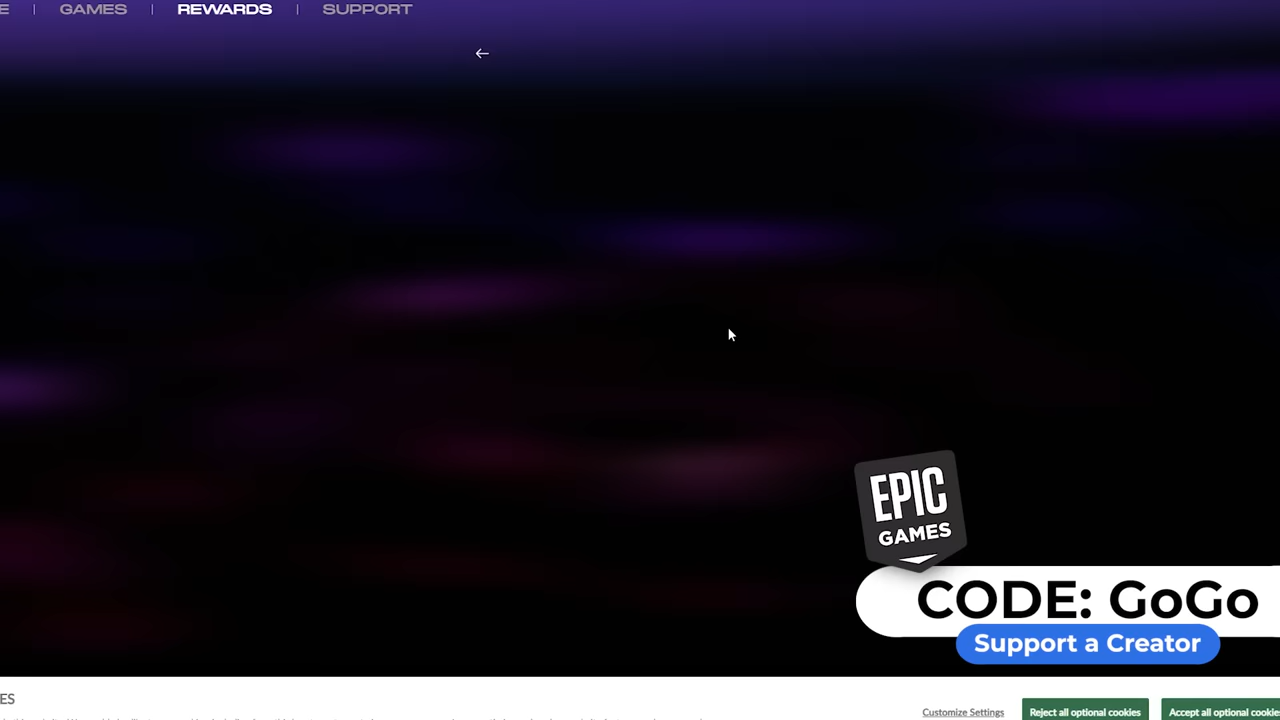 E | GAMES | REWARDS | SUPPORT
EPIC
GAMES
CODE: GoGo
Support a Creator
ES
Customize Settings
Reject all optional cookies
Accept all optional cookies